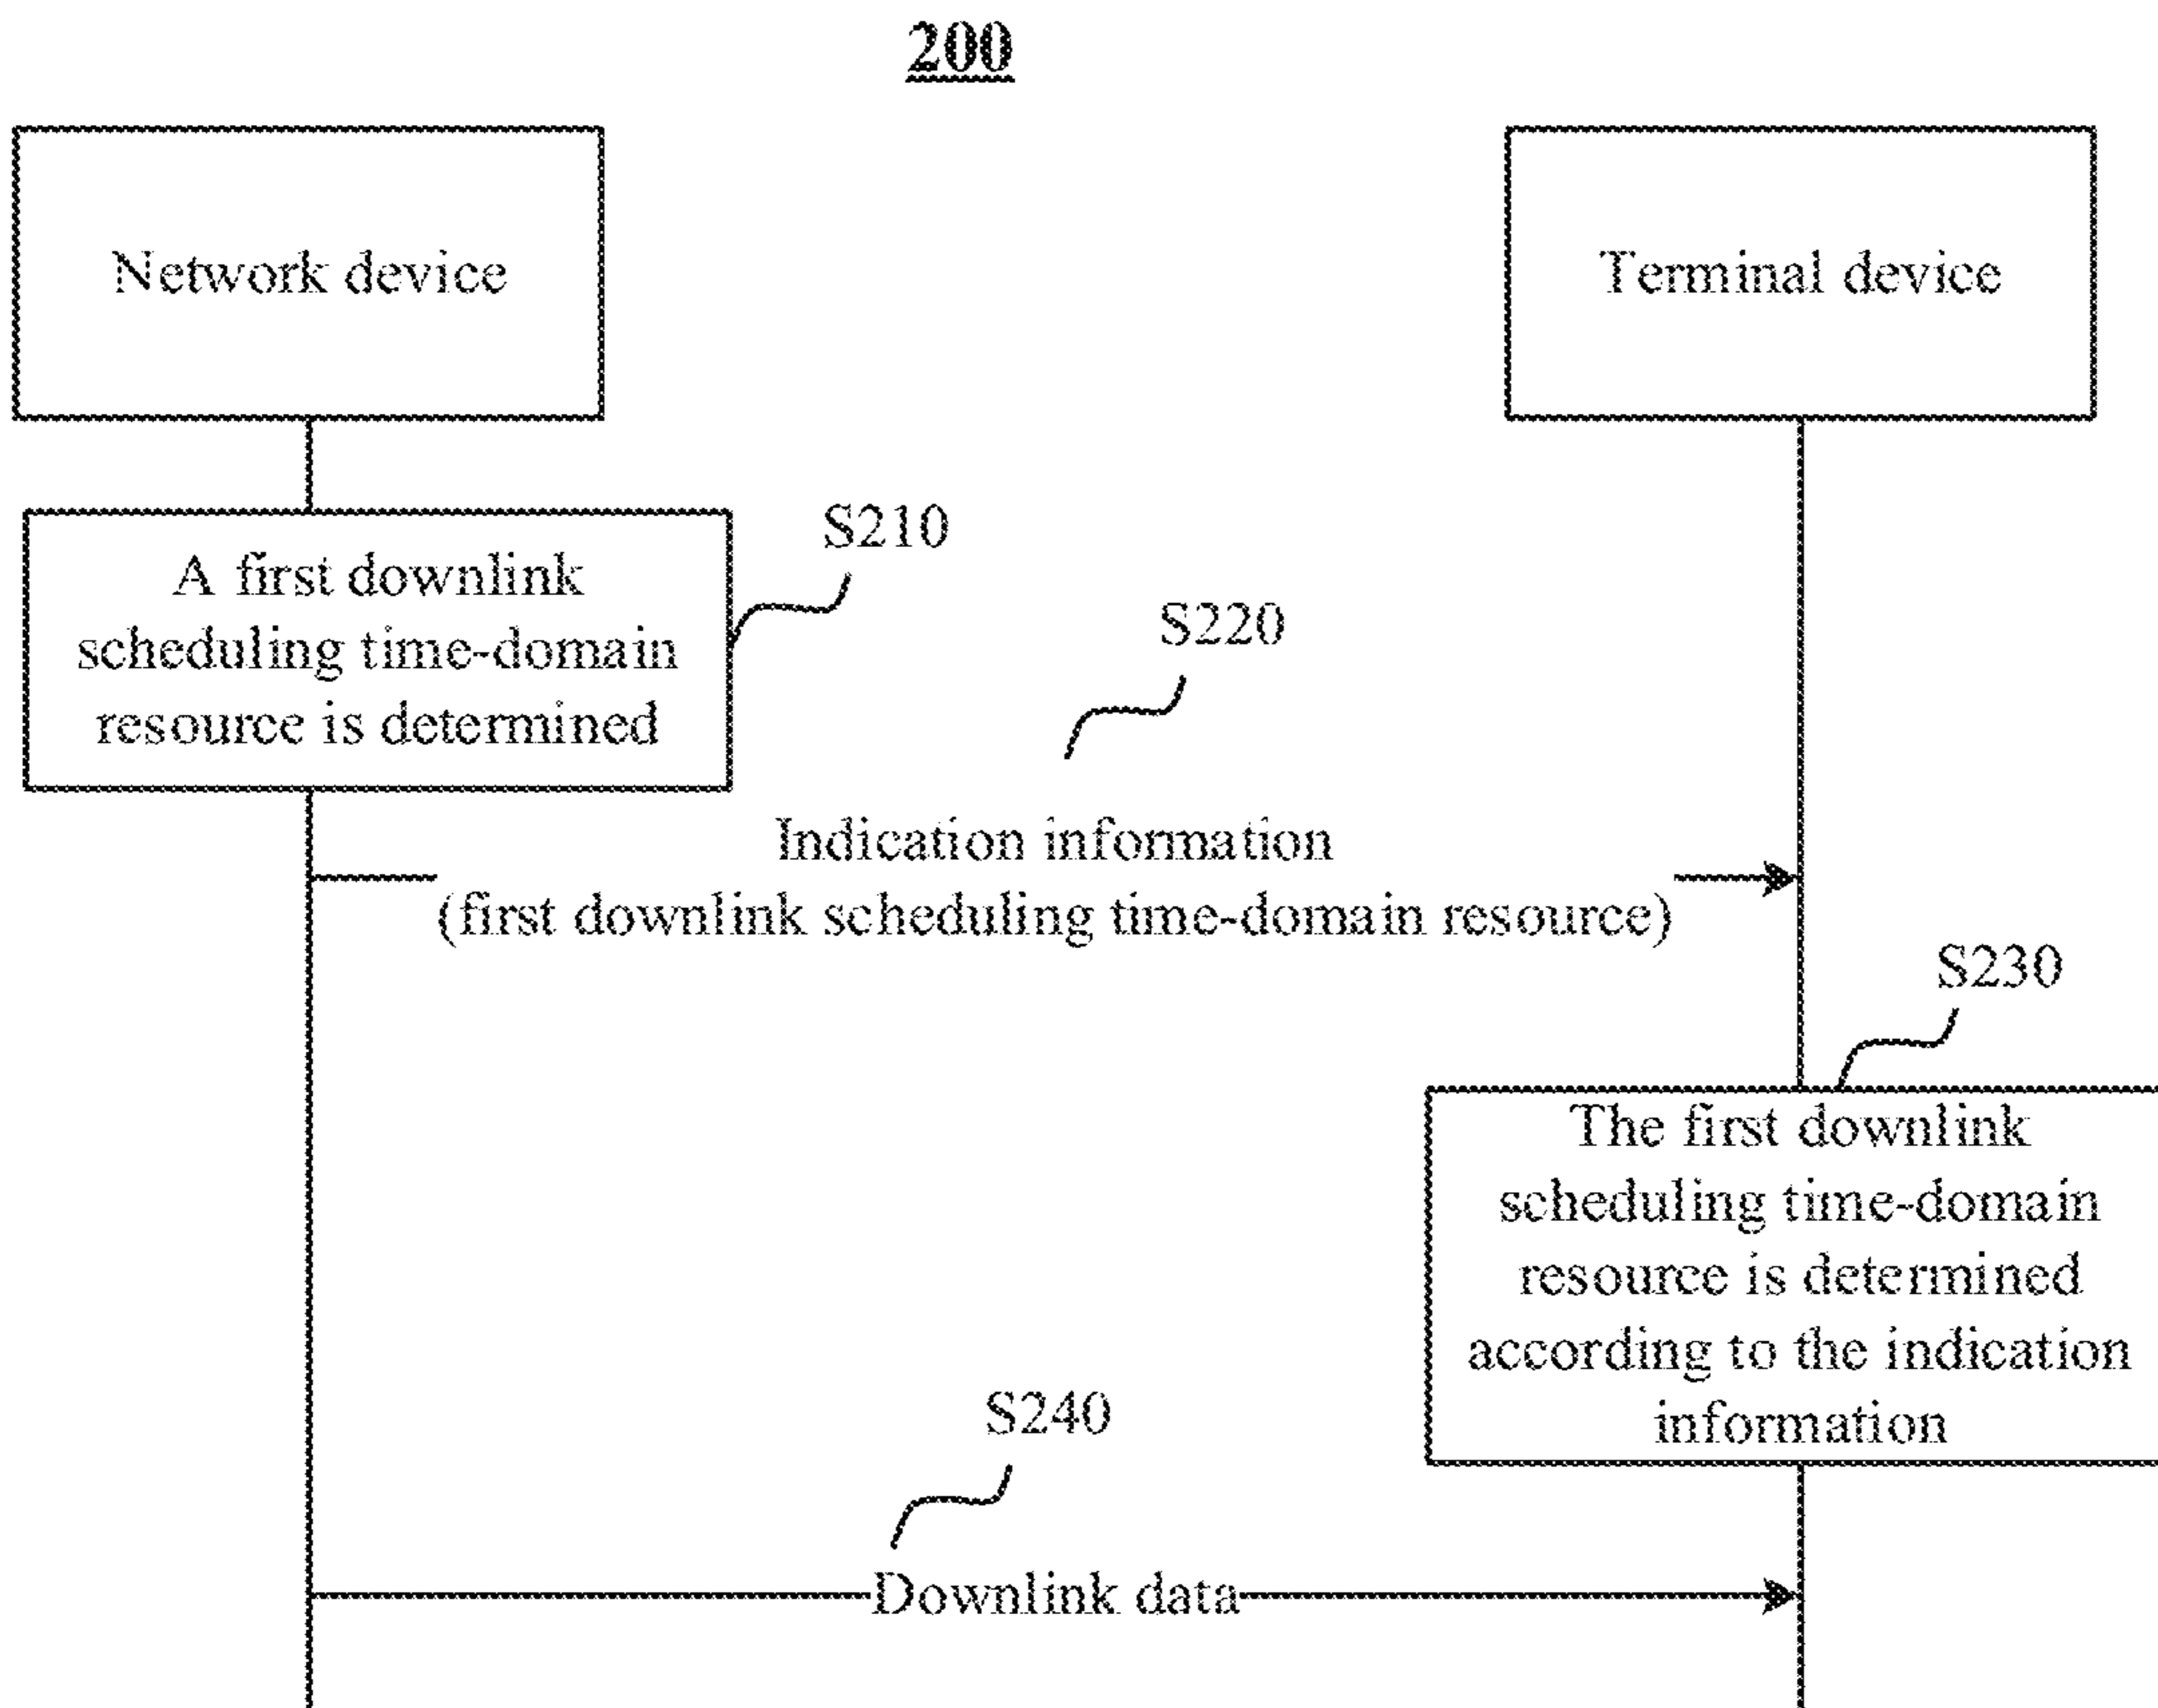 200
Network device
Terminal device
S210
A first downlink
scheduling time-domain
resource is determined
S220
Indication information
(first downlink scheduling time-domain resource)
S230
The first downlink
scheduling time-domain
resource is determined
according to the indication
information
S240
Downlink data